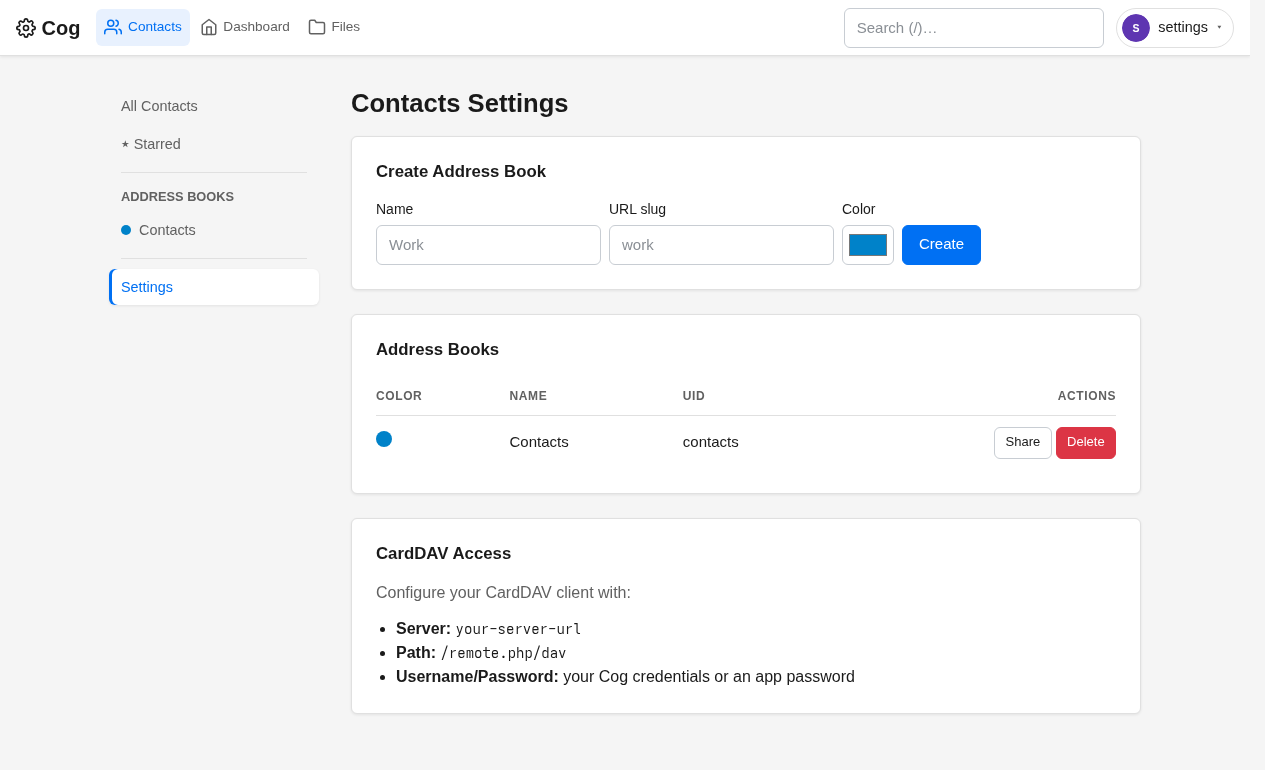 Cog
Contacts
Dashboard
Files
Search (/)…
S
settings
All Contacts
★ Starred
ADDRESS BOOKS
Contacts
Settings
Contacts Settings
Create Address Book
Name
URL slug
Color
Work
work
Create
Address Books
COLOR NAME UID ACTIONS
Contacts contacts Share Delete
CardDAV Access
Configure your CardDAV client with:
• Server: your-server-url
• Path: /remote.php/dav
• Username/Password: your Cog credentials or an app password